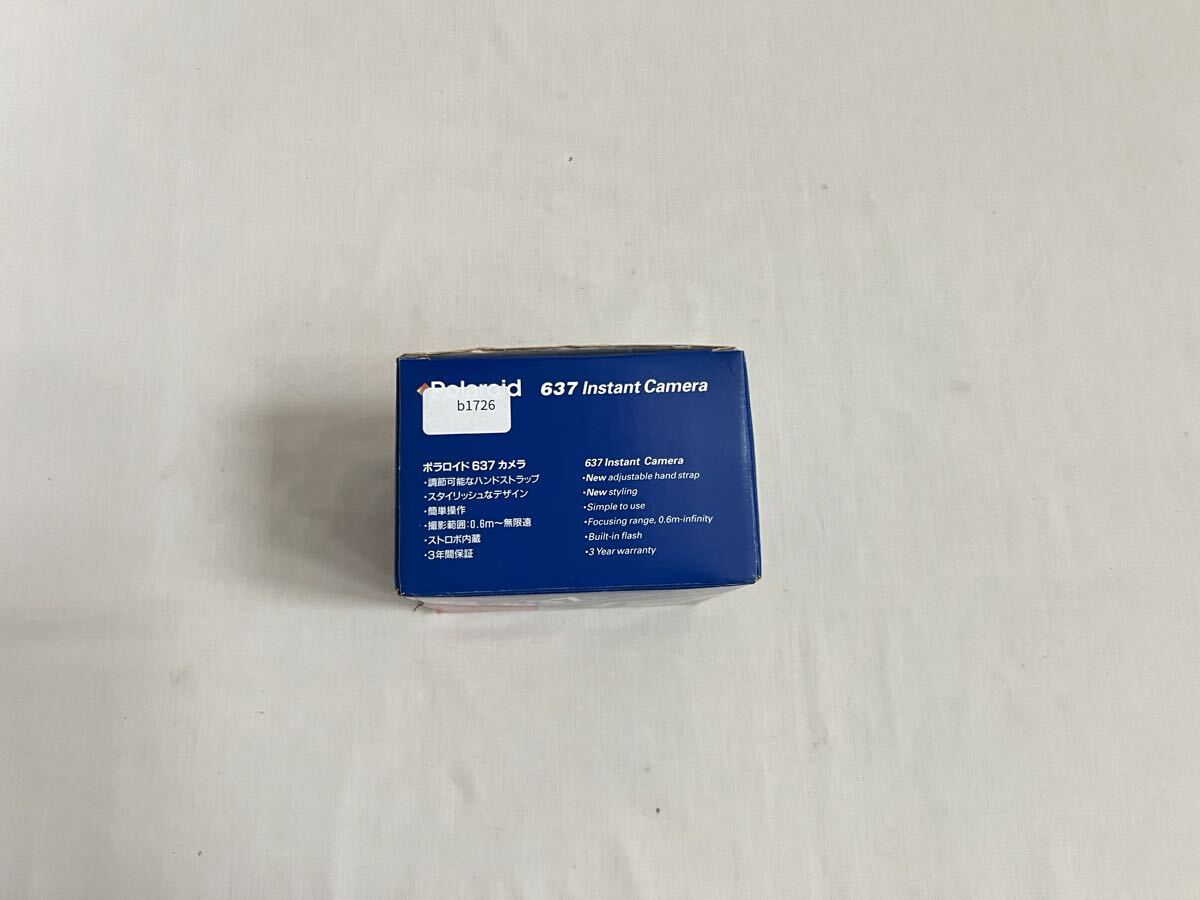 Polaroid 637 Instant Camera
b1726
ポラロイド637カメラ
・調節可能なハンドストラップ
・スタイリッシュなデザイン
・簡単操作
・撮影範囲:0.6m〜無限遠
・ストロボ内蔵
・3年間保証
637 Instant Camera
・New adjustable hand strap
・New styling
・Simple to use
・Focusing range, 0.6m-infinity
・Built-in flash
・3 Year warranty